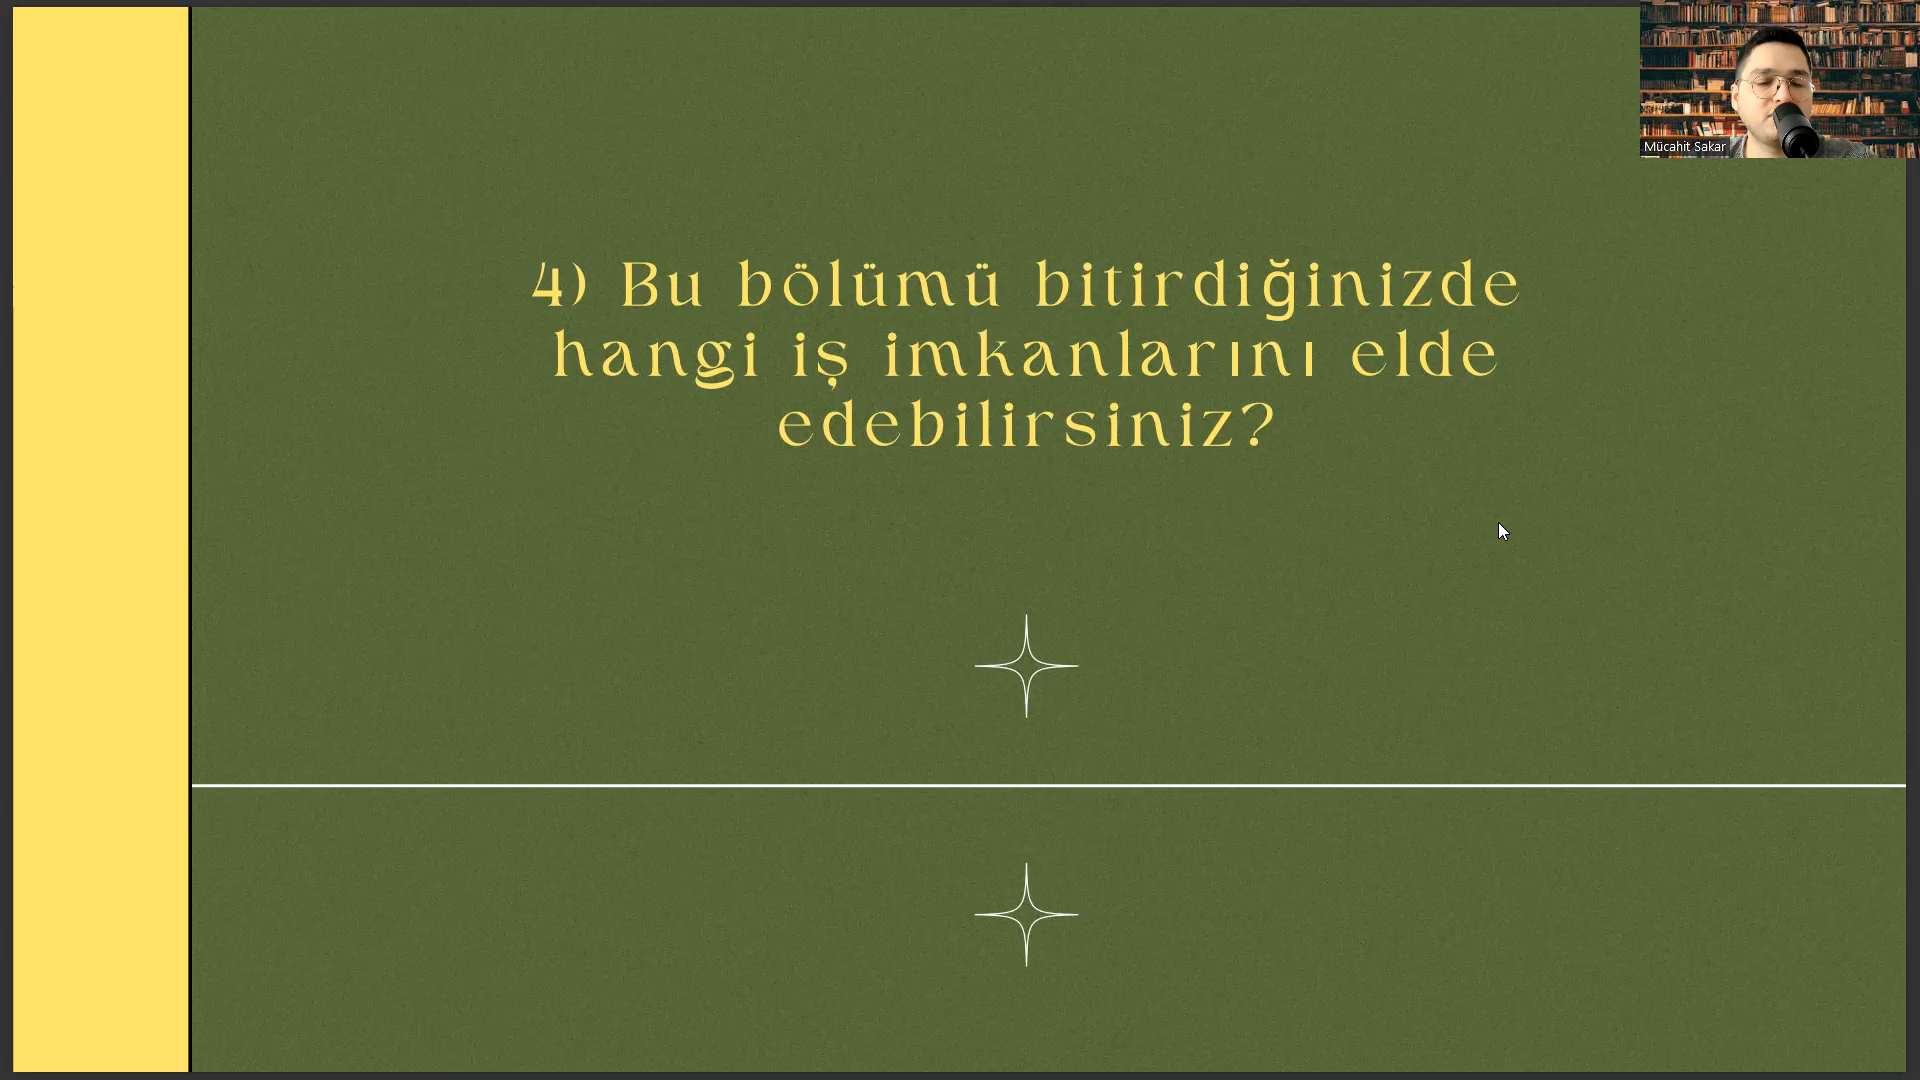 Mücahit Sakar
4) Bu bölümü bitirdiğinizde
hangi iş imkanlarını elde
edebilirsiniz?